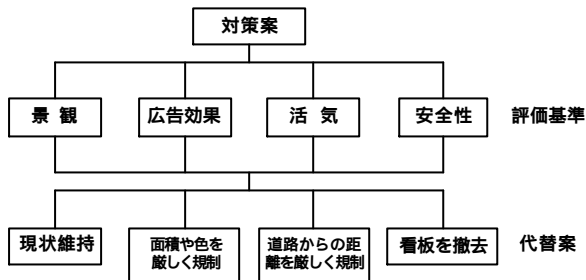 対策案
景 観
広告効果
活 気
安全性
評価基準
現状維持
面積や色を
厳しく規制
道路からの距
離を厳しく規制
看板を撤去
代替案